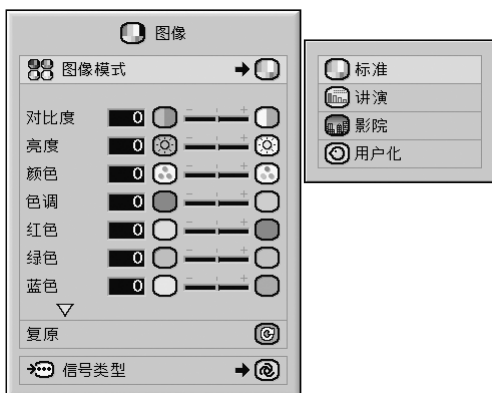 图像
图像模式
对比度 0
亮度 0
颜色 0
色调 0
红色 0
绿色 0
蓝色 0
复原
信号类型
标准
讲演
影院
用户化